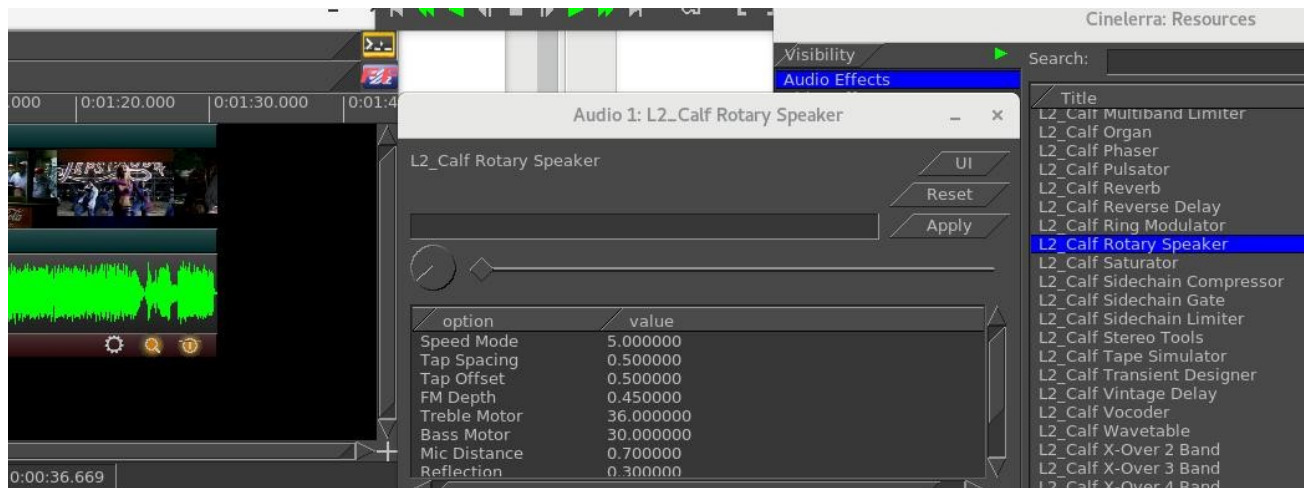 Cinelerra: Resources
Visibility
Search:
Audio Effects
.000 0:01:20.000 0:01:30.000 0:01:4
Title
Audio 1: L2_Calf Rotary Speaker
L2_Calf Rotary Speaker
UI
Reset
Apply
option value
Speed Mode 5.000000
Tap Spacing 0.500000
Tap Offset 0.500000
FM Depth 0.450000
Treble Motor 36.000000
Bass Motor 30.000000
Mic Distance 0.700000
Reflection 0.300000
L2_Calf Multiband Limiter
L2_Calf Organ
L2_Calf Phaser
L2_Calf Pulsator
L2_Calf Reverb
L2_Calf Reverse Delay
L2_Calf Ring Modulator
L2_Calf Rotary Speaker
L2_Calf Saturator
L2_Calf Sidechain Compressor
L2_Calf Sidechain Gate
L2_Calf Sidechain Limiter
L2_Calf Stereo Tools
L2_Calf Tape Simulator
L2_Calf Transient Designer
L2_Calf Vintage Delay
L2_Calf Vocoder
L2_Calf Wavetable
L2_Calf X-Over 2 Band
L2_Calf X-Over 3 Band
L2_Calf X-Over 4 Band
0:00:36.669